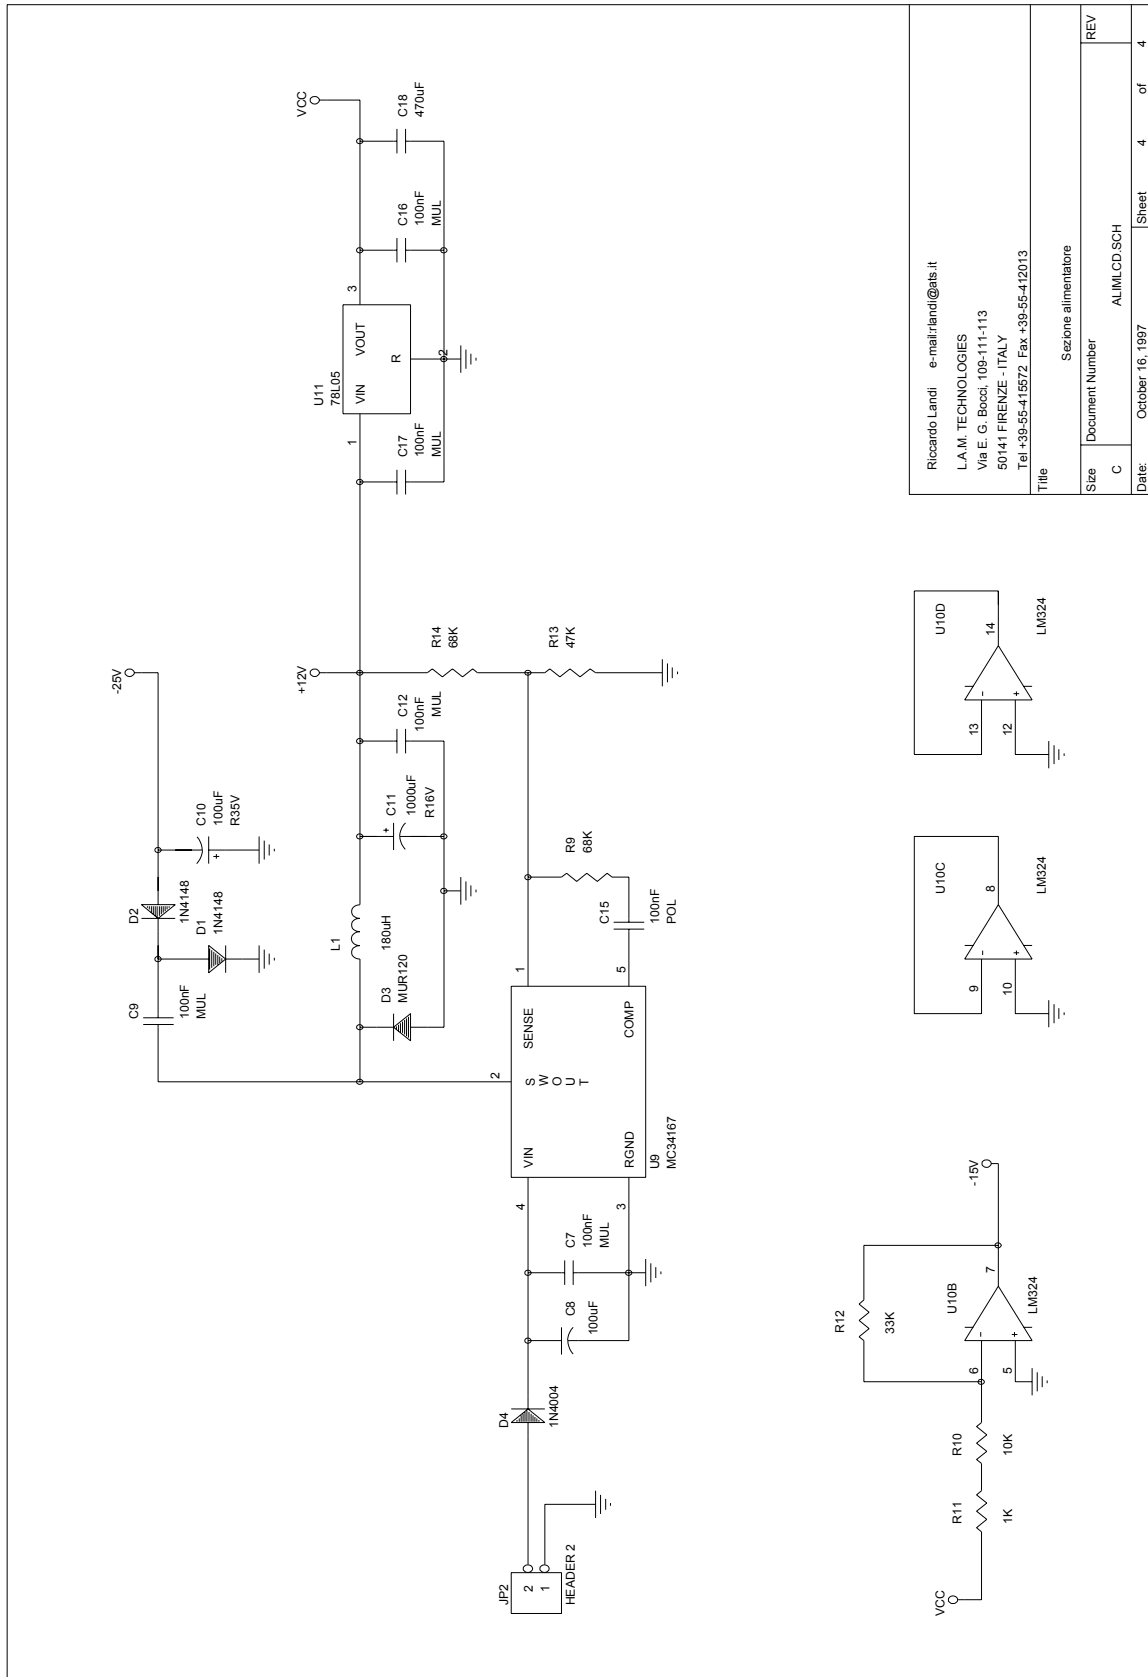 -25V
C10
100uF
R35V
D2
1N4148
D1
1N4148
C9
100nF
MUL
VCC
C18
470uF
C16
100nF
MUL
U11
78L05
VIN
VOUT
R
1
3
2
C17
100nF
MUL
+12V
L1
180uH
D3
MUR120
C11
1000uF
R16V
+
C12
100nF
MUL
R14
68K
R13
47K
R9
68K
C15
100nF
POL
JP2
2
1
HEADER 2
D4
1N4004
C8
100uF
C7
100nF
MUL
4
3
2
1
5
VIN
RGND
S
W
O
U
T
SENSE
COMP
U9
MC34167
+
VCC
R11
1K
R10
10K
R12
33K
6
5
7
-
+
U10B
LM324
-15V
9
10
8
-
+
U10C
LM324
13
12
14
-
+
U10D
LM324
Riccardo Landi e-mail:rlandi@ats.it
L.A.M. TECHNOLOGIES
Via E. G. Bocci, 109-111-113
50141 FIRENZE - ITALY
Tel +39-55-415572 Fax +39-55-412013
Title
Sezione alimentatore
Size Document Number REV
C ALIMLCD.SCH
Date: October 16, 1997 Sheet 4 of 4